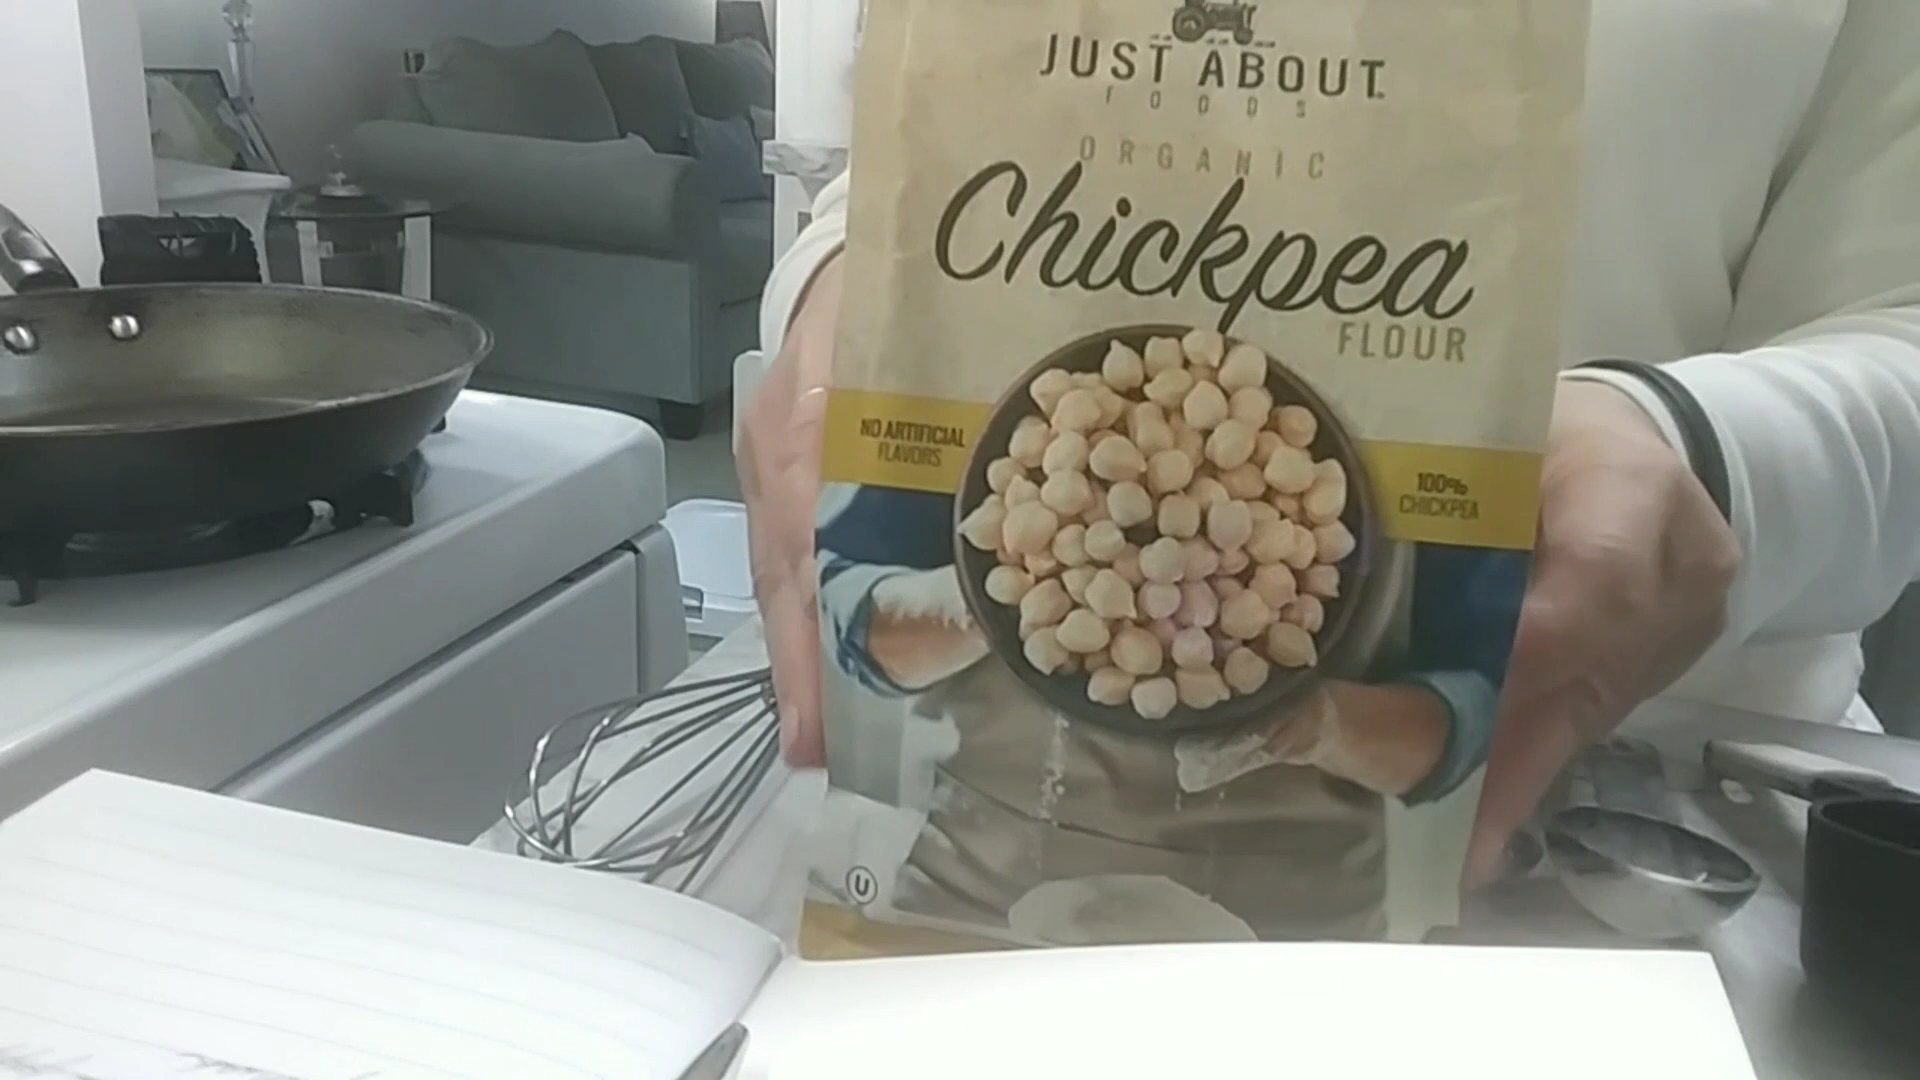 JUST ABOUT
FOODS
ORGANIC
Chickpea
FLOUR
NO ARTIFICIAL
FLAVORS
100%
CHICKPEA
U